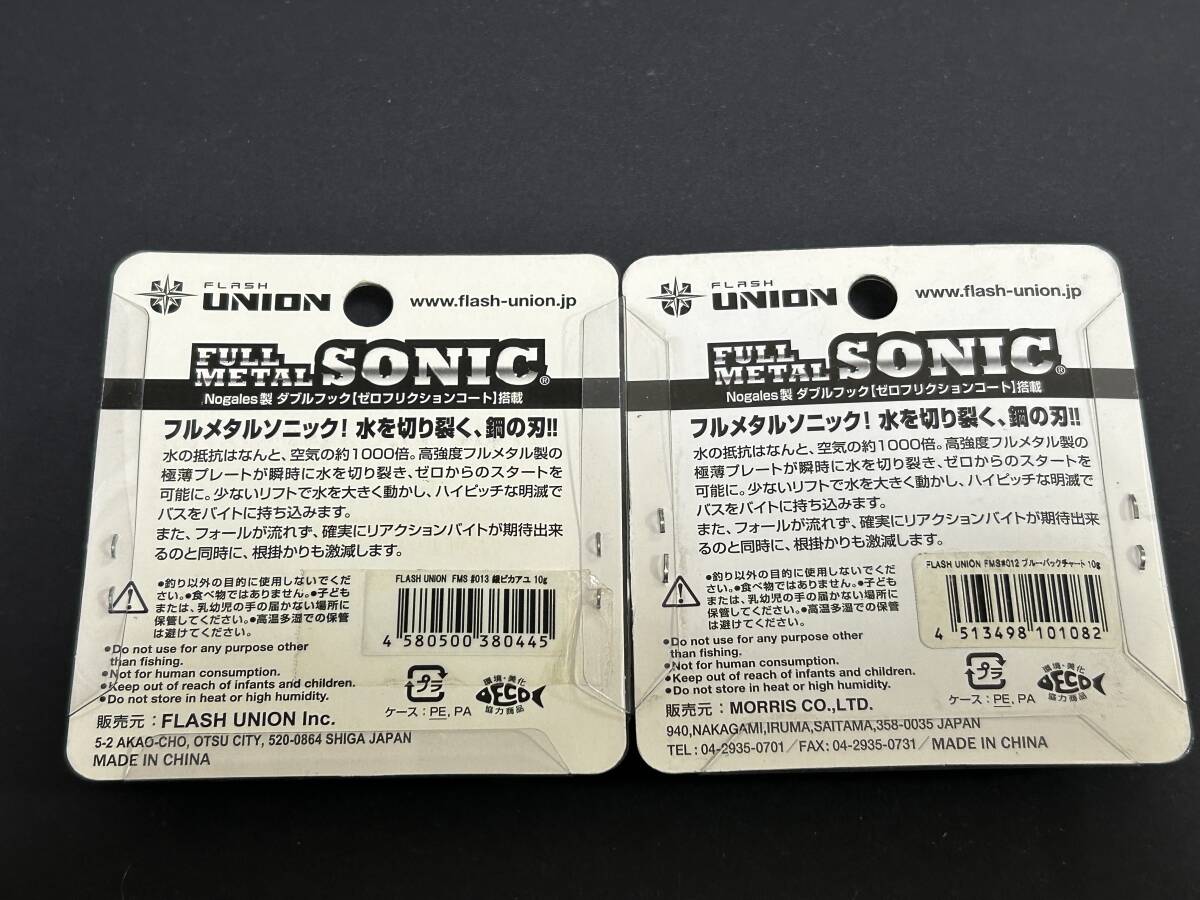 FLASH
UNION
www.flash-union.jp
FULL
METAL SONIC®
Nogales製 ダブルフック【ゼロフリクションコート】搭載
フルメタルソニック! 水を切り裂く、鋼の刃!!
水の抵抗はなんと、空気の約1000倍。高強度フルメタル製の
極薄プレートが瞬時に水を切り裂き、ゼロからのスタートを
可能に。少ないリフトで水を大きく動かし、ハイピッチな明滅で
バスをバイトに持ち込みます。
また、フォールが流れず、確実にリアクションバイトが期待出来
るのと同時に、根掛かりも激減します。
●釣り以外の目的に使用しないでくだ
さい。●食べ物ではありません。●子ども
または、乳幼児の手の届かない場所に
保管してください。●高温多湿での保管
は避けてください。
FLASH UNION FMS #013 銀ピカアユ 10g
4 580500 380445
●Do not use for any purpose other
than fishing.
●Not for human consumption.
●Keep out of reach of infants and children.
●Do not store in heat or high humidity.
プラ
ケース:PE, PA
環境・美化
ECO
協力商品
販売元 : FLASH UNION Inc.
5-2 AKAO-CHO, OTSU CITY, 520-0864 SHIGA JAPAN
MADE IN CHINA
FLASH
UNION
www.flash-union.jp
FULL
METAL SONIC®
Nogales製 ダブルフック【ゼロフリクションコート】搭載
フルメタルソニック! 水を切り裂く、鋼の刃!!
水の抵抗はなんと、空気の約1000倍。高強度フルメタル製の
極薄プレートが瞬時に水を切り裂き、ゼロからのスタートを
可能に。少ないリフトで水を大きく動かし、ハイピッチな明滅で
バスをバイトに持ち込みます。
また、フォールが流れず、確実にリアクションバイトが期待出来
るのと同時に、根掛かりも激減します。
●釣り以外の目的に使用しないでくだ
さい。●食べ物ではありません。●子ども
または、乳幼児の手の届かない場所に
保管してください。●高温多湿での保管
は避けてください。
FLASH UNION FMS#012 ブルーバックチャート 10g
4 513498 101082
●Do not use for any purpose other
than fishing.
●Not for human consumption.
●Keep out of reach of infants and children.
●Do not store in heat or high humidity.
プラ
ケース:PE, PA
環境・美化
ECO
協力商品
販売元 : MORRIS CO.,LTD.
940,NAKAGAMI,IRUMA,SAITAMA,358-0035 JAPAN
TEL : 04-2935-0701／FAX: 04-2935-0731／MADE IN CHINA